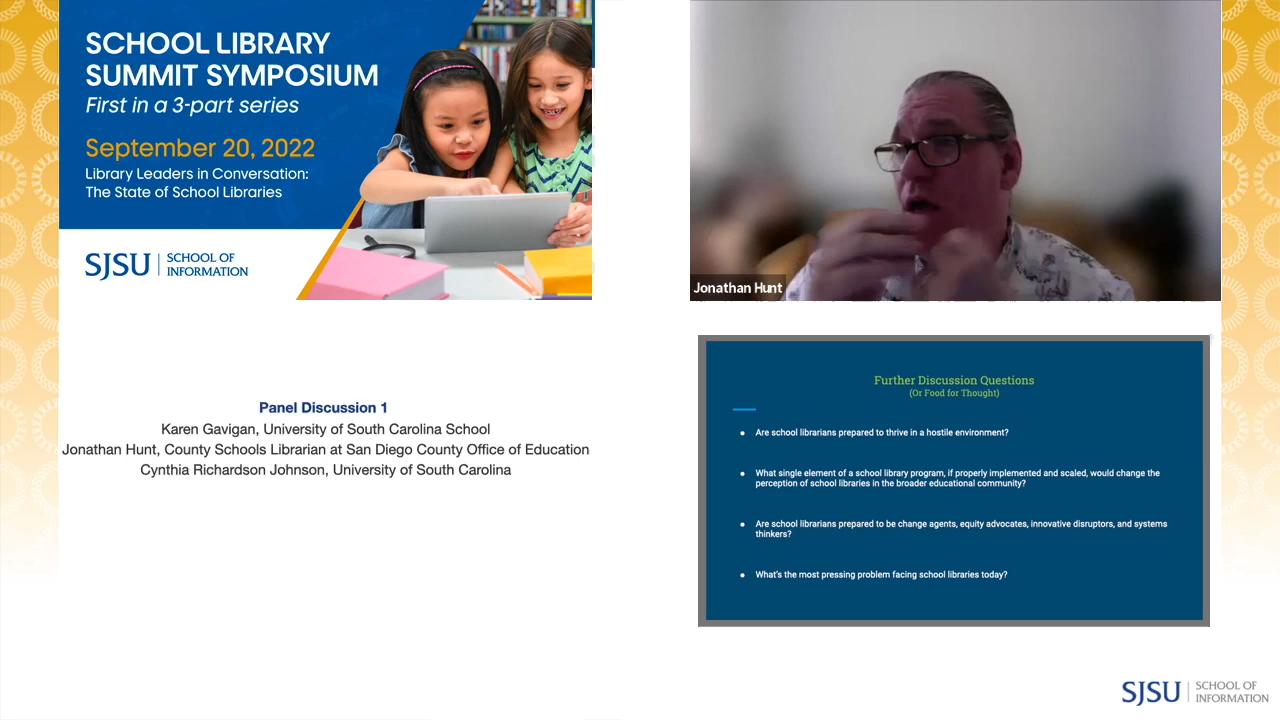 SCHOOL LIBRARY
SUMMIT SYMPOSIUM
First in a 3-part series
September 20, 2022
Library Leaders in Conversation:
The State of School Libraries
SJSU | SCHOOL OF
INFORMATION
Panel Discussion 1
Karen Gavigan, University of South Carolina School
Jonathan Hunt, County Schools Librarian at San Diego County Office of Education
Cynthia Richardson Johnson, University of South Carolina
Jonathan Hunt
Further Discussion Questions
(Or Food for Thought)
• Are school librarians prepared to thrive in a hostile environment?
• What single element of a school library program, if properly implemented and scaled, would change the
perception of school libraries in the broader educational community?
• Are school librarians prepared to be change agents, equity advocates, innovative disruptors, and systems
thinkers?
• What's the most pressing problem facing school libraries today?
SJSU | SCHOOL OF
INFORMATION